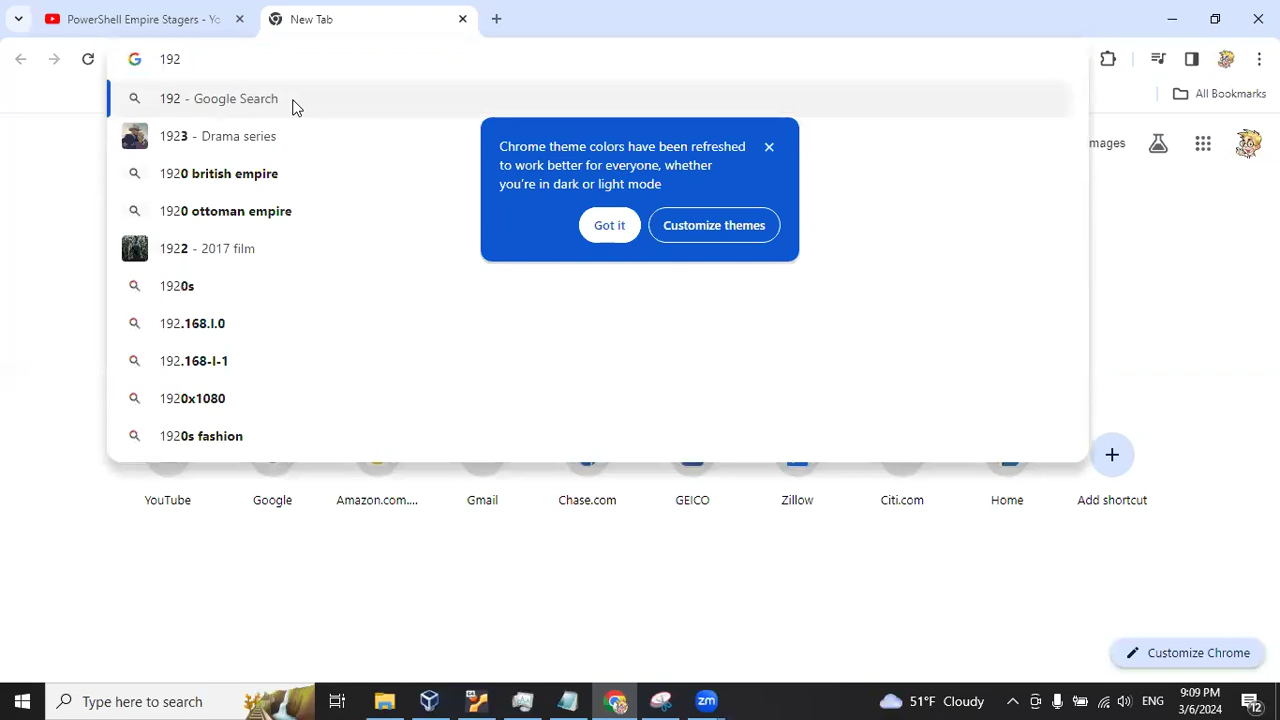 PowerShell Empire Stagers - Yo
New Tab
192
192 - Google Search
1923 - Drama series
1920 british empire
1920 ottoman empire
1922 - 2017 film
1920s
192.168.l.0
192.168-l-1
1920x1080
1920s fashion
Chrome theme colors have been refreshed
to work better for everyone, whether
you're in dark or light mode
Got it
Customize themes
All Bookmarks
mages
YouTube
Google
Amazon.com....
Gmail
Chase.com
GEICO
Zillow
Citi.com
Home
Add shortcut
Customize Chrome
Type here to search
zm
51°F Cloudy
ENG
9:09 PM
3/6/2024
12